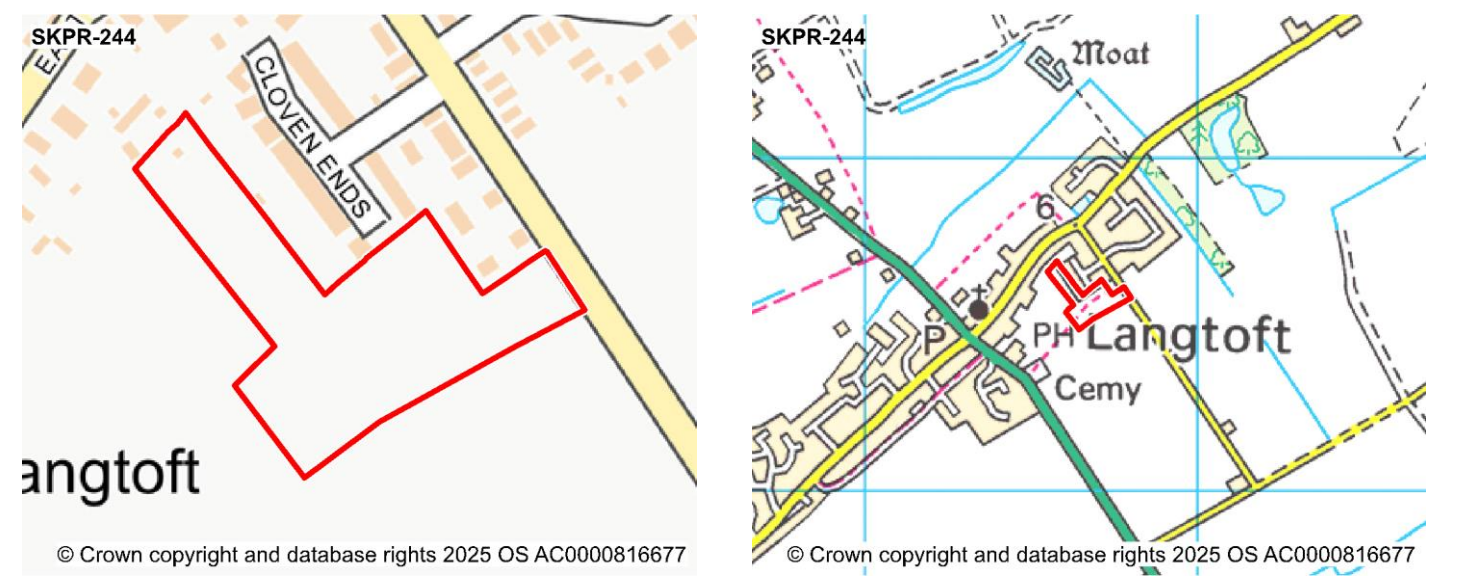 SKPR-244
EA
CLOVEN ENDS
angtoft
© Crown copyright and database rights 2025 OS AC0000816677
SKPR-244
Moat
6
P
PH Langtoft
Cemy
© Crown copyright and database rights 2025 OS AC0000816677